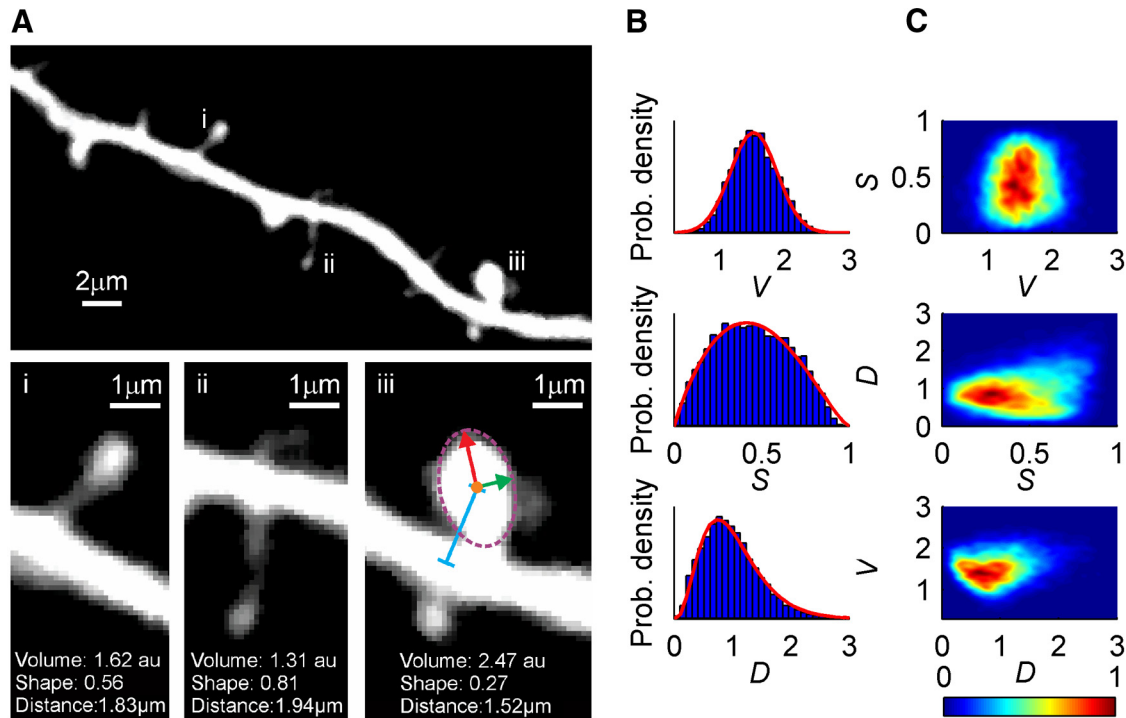 A
i
ii
iii
2μm
i
1μm
Volume: 1.62 au
Shape: 0.56
Distance:1.83μm
ii
1μm
Volume: 1.31 au
Shape: 0.81
Distance:1.94μm
iii
1μm
Volume: 2.47 au
Shape: 0.27
Distance:1.52μm
B
Prob. density
1 2 3
V
Prob. density
0 0.5 1
S
Prob. density
0 1 2 3
D
C
S
1
0.5
0
1 2 3
V
D
3
2
1
0
0 0.5 1
S
V
3
2
1
0 1 2 3
D
0 1